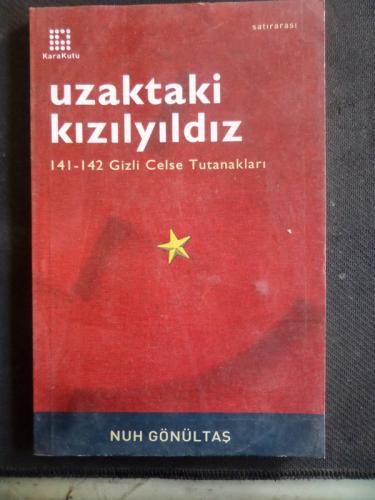 satırarası
KaraKutu
uzaktaki
kızılyıldız
141-142 Gizli Celse Tutanakları
NUH GÖNÜLTAŞ